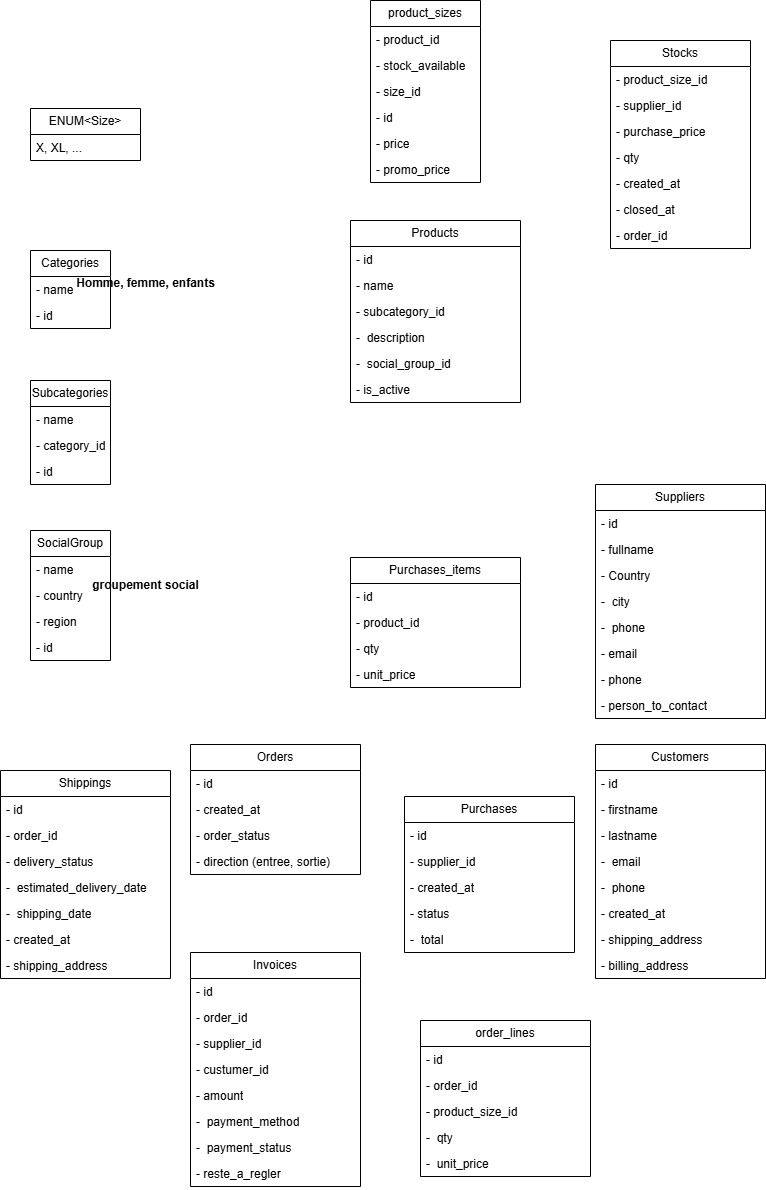 product_sizes
- product_id
- stock_available
- size_id
- id
- price
- promo_price
Stocks
- product_size_id
- supplier_id
- purchase_price
- qty
- created_at
- closed_at
- order_id
ENUM<Size>
X, XL, ...
Categories
- name
- id
Homme, femme, enfants
Products
- id
- name
- subcategory_id
- description
- social_group_id
- is_active
Subcategories
- name
- category_id
- id
SocialGroup
- name
- country
- region
- id
groupement social
Purchases_items
- id
- product_id
- qty
- unit_price
Suppliers
- id
- fullname
- Country
- city
- phone
- email
- phone
- person_to_contact
Shippings
- id
- order_id
- delivery_status
- estimated_delivery_date
- shipping_date
- created_at
- shipping_address
Orders
- id
- created_at
- order_status
- direction (entree, sortie)
Purchases
- id
- supplier_id
- created_at
- status
- total
Customers
- id
- firstname
- lastname
- email
- phone
- created_at
- shipping_address
- billing_address
Invoices
- id
- order_id
- supplier_id
- custumer_id
- amount
- payment_method
- payment_status
- reste_a_regler
order_lines
- id
- order_id
- product_size_id
- qty
- unit_price